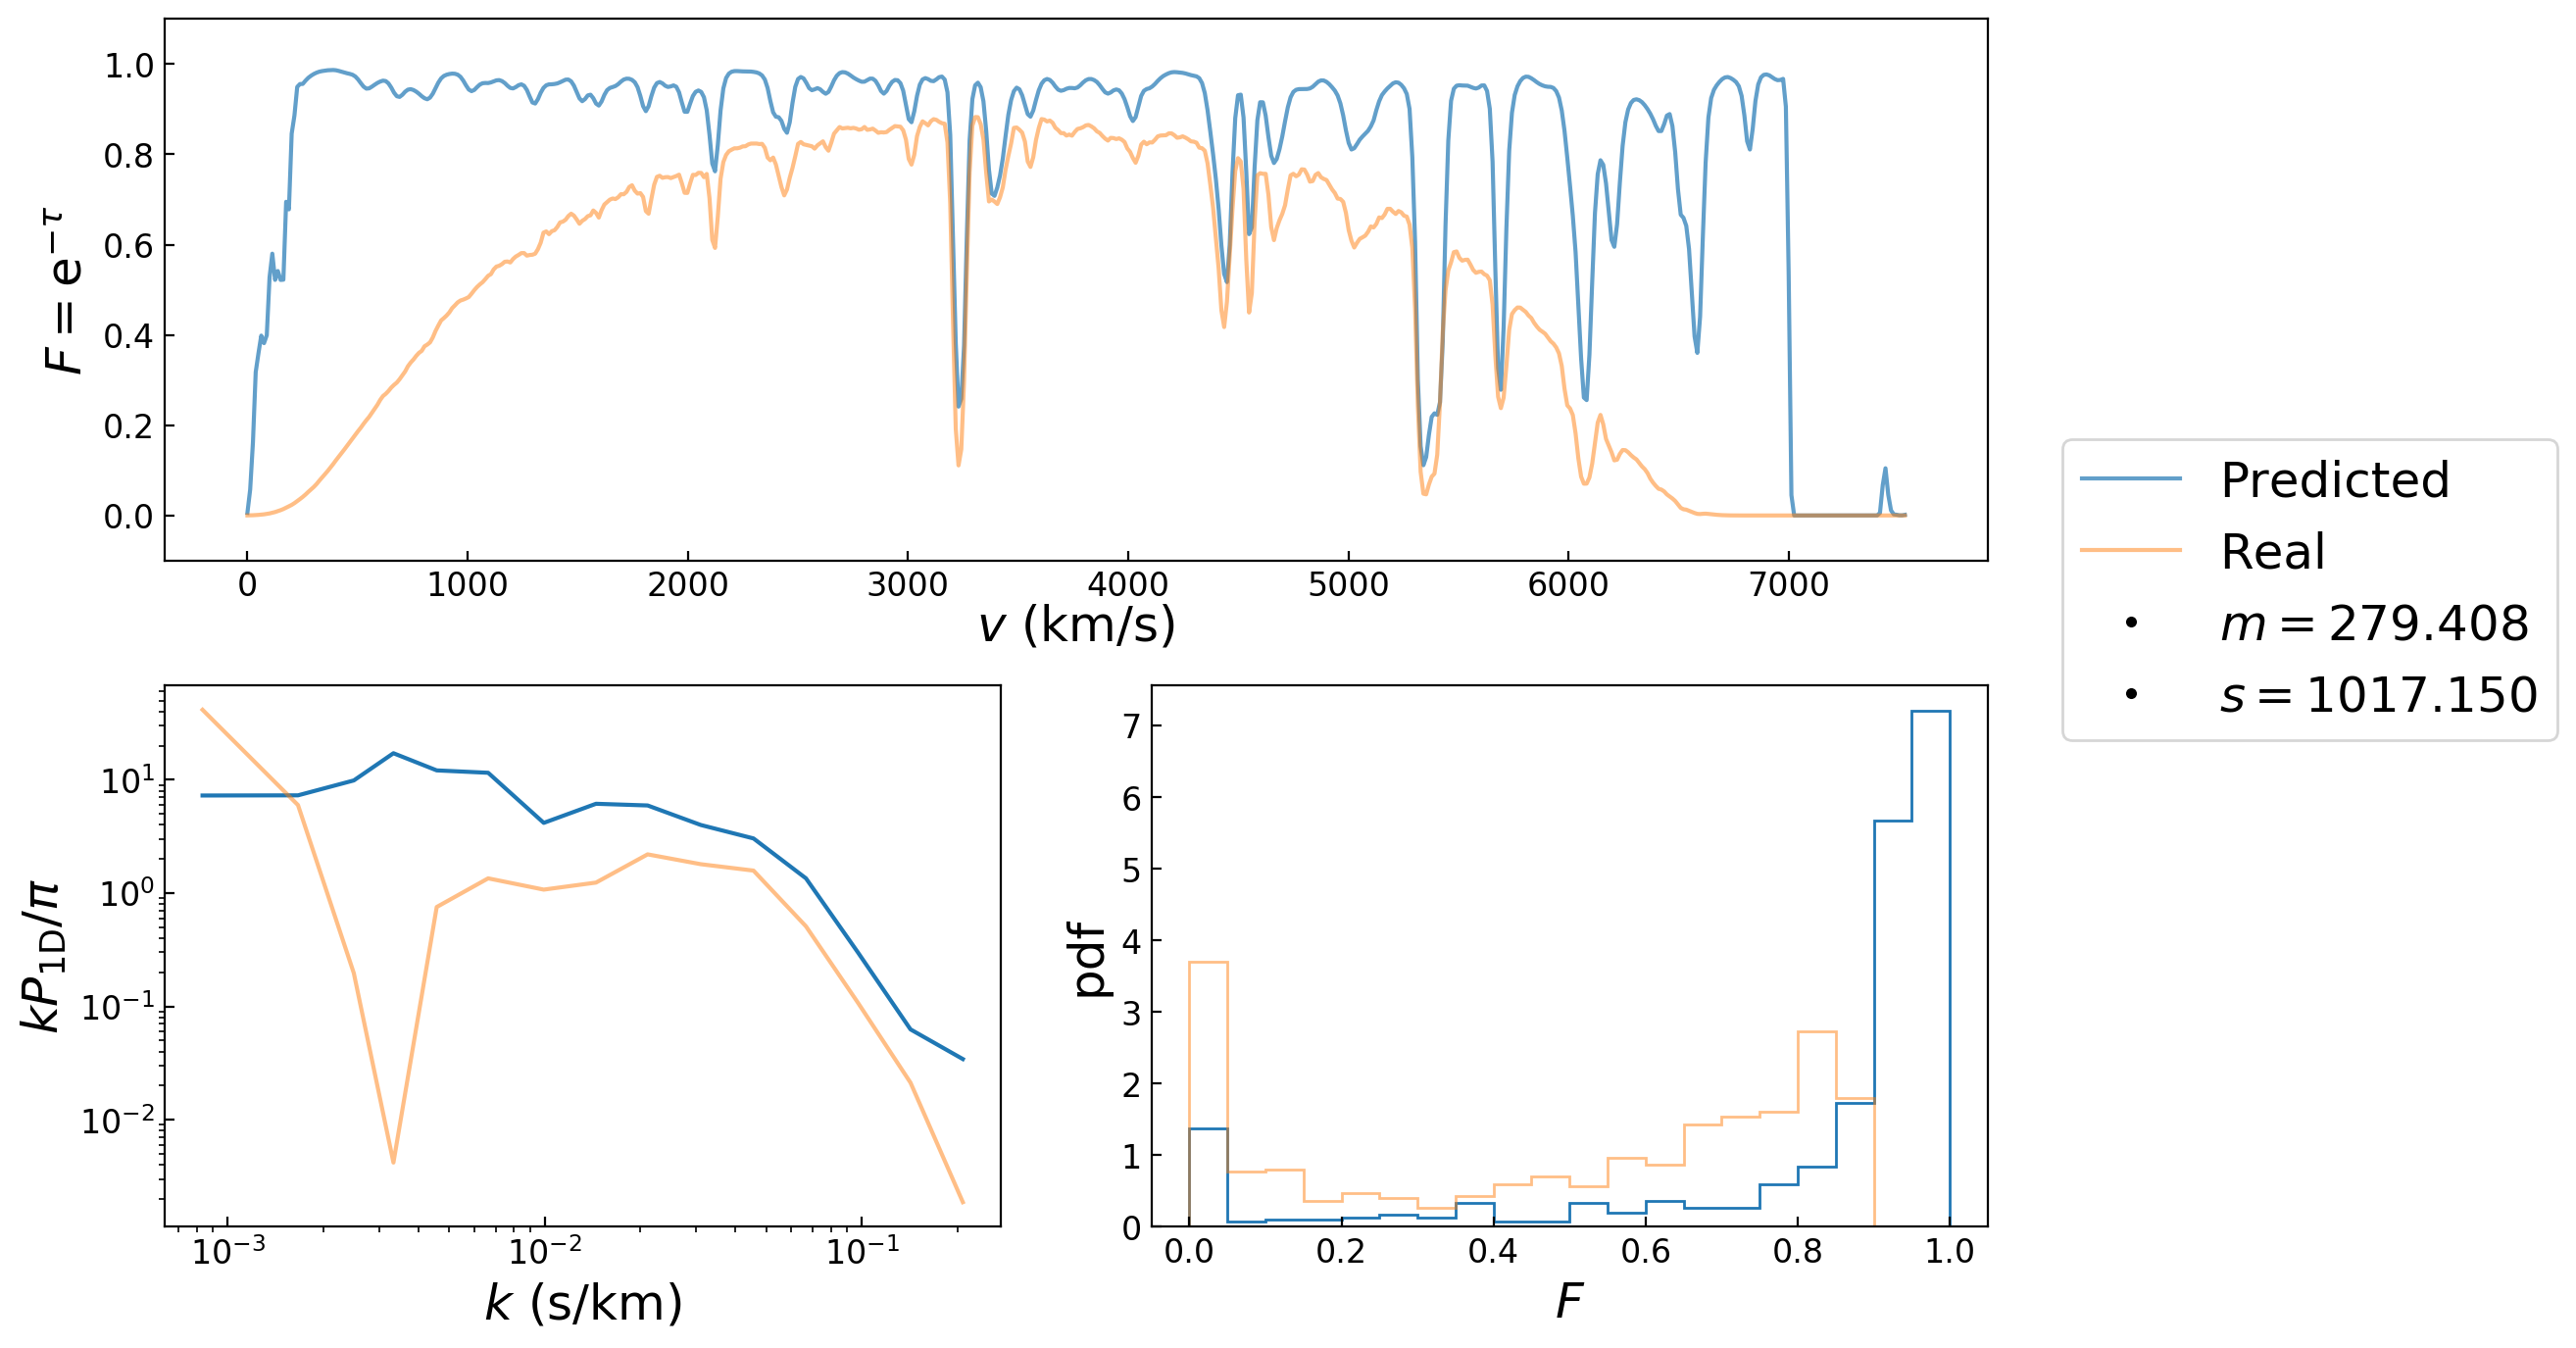 1.0
0.8
0.6
0.4
0.2
0.0
F = e^{-τ}
0 1000 2000 3000 4000 5000 6000 7000
v (km/s)
Predicted
Real
m = 279.408
s = 1017.150
10^1
10^0
10^{-1}
10^{-2}
kP_{1D}/π
10^{-3} 10^{-2} 10^{-1}
k (s/km)
7
6
5
4
3
2
1
0
pdf
0.0 0.2 0.4 0.6 0.8 1.0
F